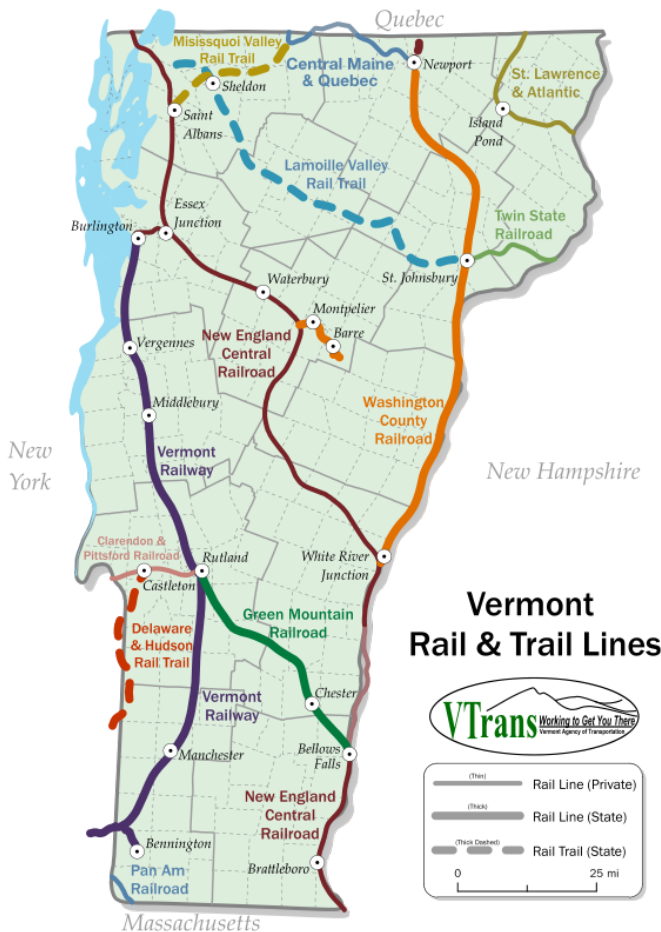 Quebec
Misissquoi Valley
Rail Trail
Central Maine
& Quebec
Newport
St. Lawrence
& Atlantic
Sheldon
Saint
Albans
Island
Pond
Lamoille Valley
Rail Trail
Essex
Junction
Burlington
Twin State
Railroad
St. Johnsbury
Waterbury
Montpelier
Barre
New England
Central
Railroad
Vergennes
Middlebury
Washington
County
Railroad
Vermont
Railway
New
York
New Hampshire
Clarendon &
Pittsford Railroad
Rutland
Castleton
White River
Junction
Vermont
Rail & Trail Lines
Green Mountain
Railroad
Delaware
& Hudson
Rail Trail
Vermont
Railway
Chester
Bellows
Falls
Manchester
VTrans
Working to Get You There
Vermont Agency of Transportation
(Thin)
Rail Line (Private)
(Thick)
Rail Line (State)
(Thick Dashed)
Rail Trail (State)
0
25 mi
New England
Central
Railroad
Bennington
Brattleboro
Pan Am
Railroad
Massachusetts